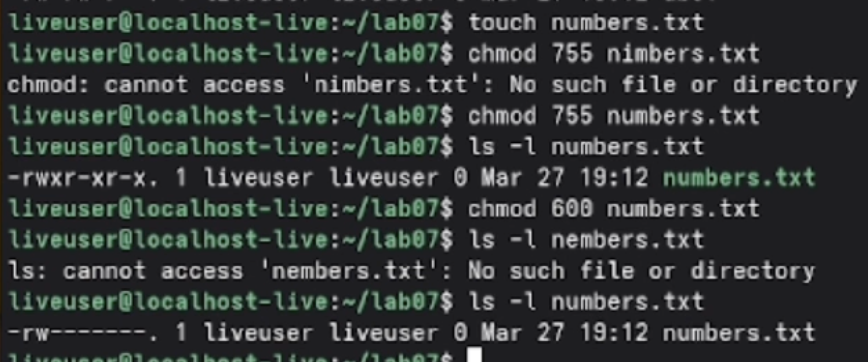 liveuser@localhost-live:~/lab07$ touch numbers.txt
liveuser@localhost-live:~/lab07$ chmod 755 nimbers.txt
chmod: cannot access 'nimbers.txt': No such file or directory
liveuser@localhost-live:~/lab07$ chmod 755 numbers.txt
liveuser@localhost-live:~/lab07$ ls -l numbers.txt
-rwxr-xr-x. 1 liveuser liveuser 0 Mar 27 19:12 numbers.txt
liveuser@localhost-live:~/lab07$ chmod 600 numbers.txt
liveuser@localhost-live:~/lab07$ ls -l nembers.txt
ls: cannot access 'nembers.txt': No such file or directory
liveuser@localhost-live:~/lab07$ ls -l numbers.txt
-rw-------. 1 liveuser liveuser 0 Mar 27 19:12 numbers.txt
liveuser@localhost-live:~/lab07$